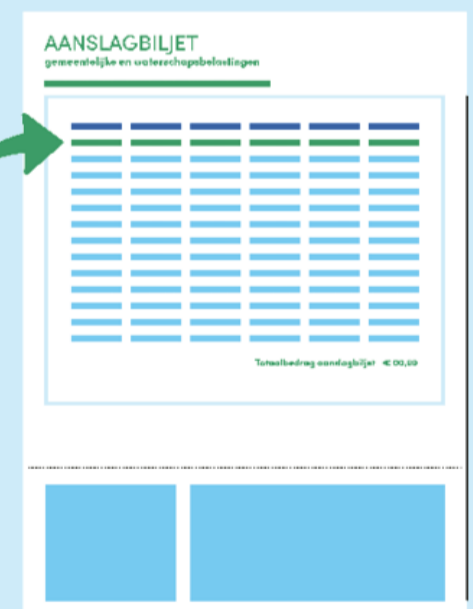 AANSLAGBILJET
gemeentelijke en waterschapsbelastingen
Totaalbedrag aanslagbiljet € 00,00